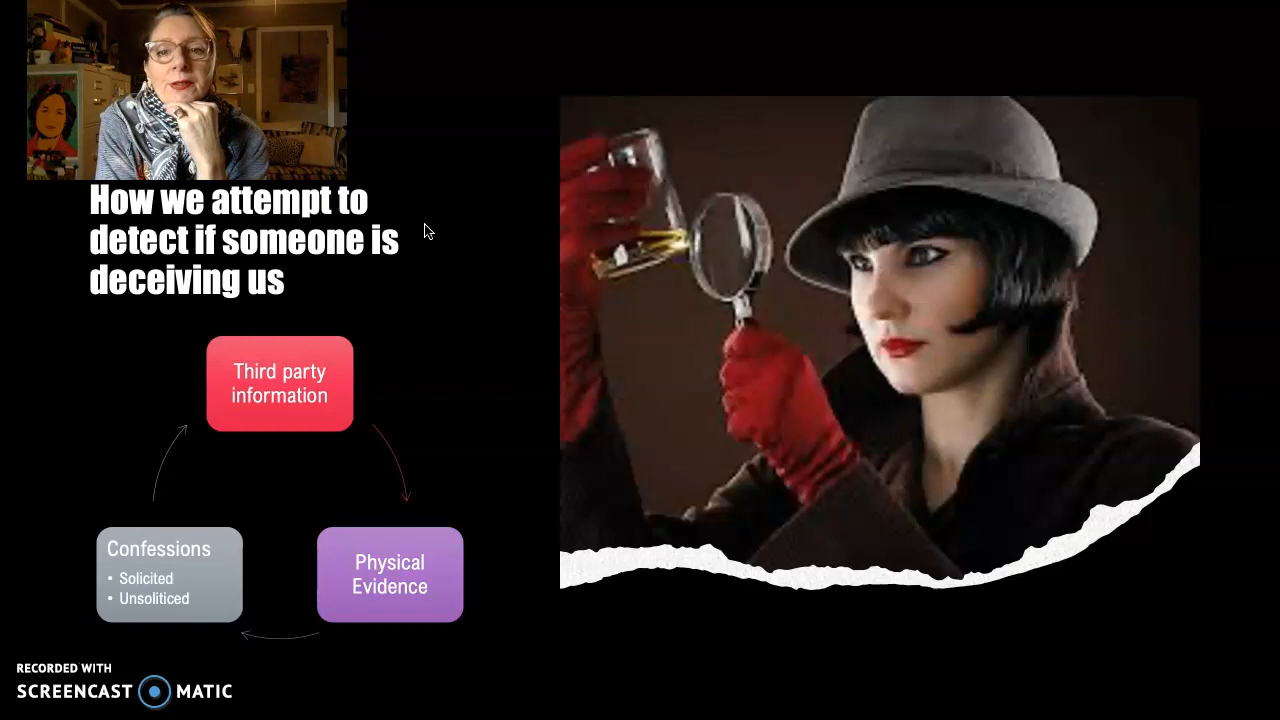 How we attempt to
detect if someone is
deceiving us
Third party
information
Physical
Evidence
Confessions
• Solicited
• Unsoliticed
RECORDED WITH
SCREENCAST MATIC